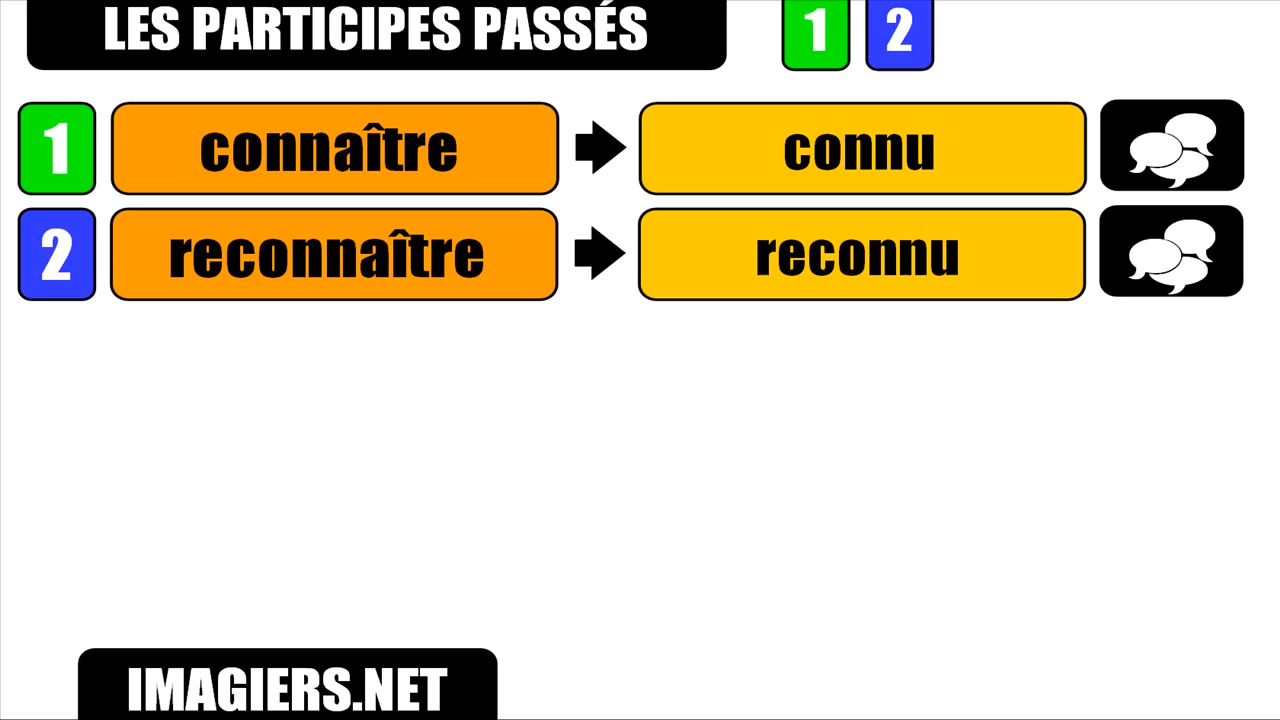 LES PARTICIPES PASSÉS 1 2
1 connaître connu
2 reconnaître reconnu
IMAGIERS.NET